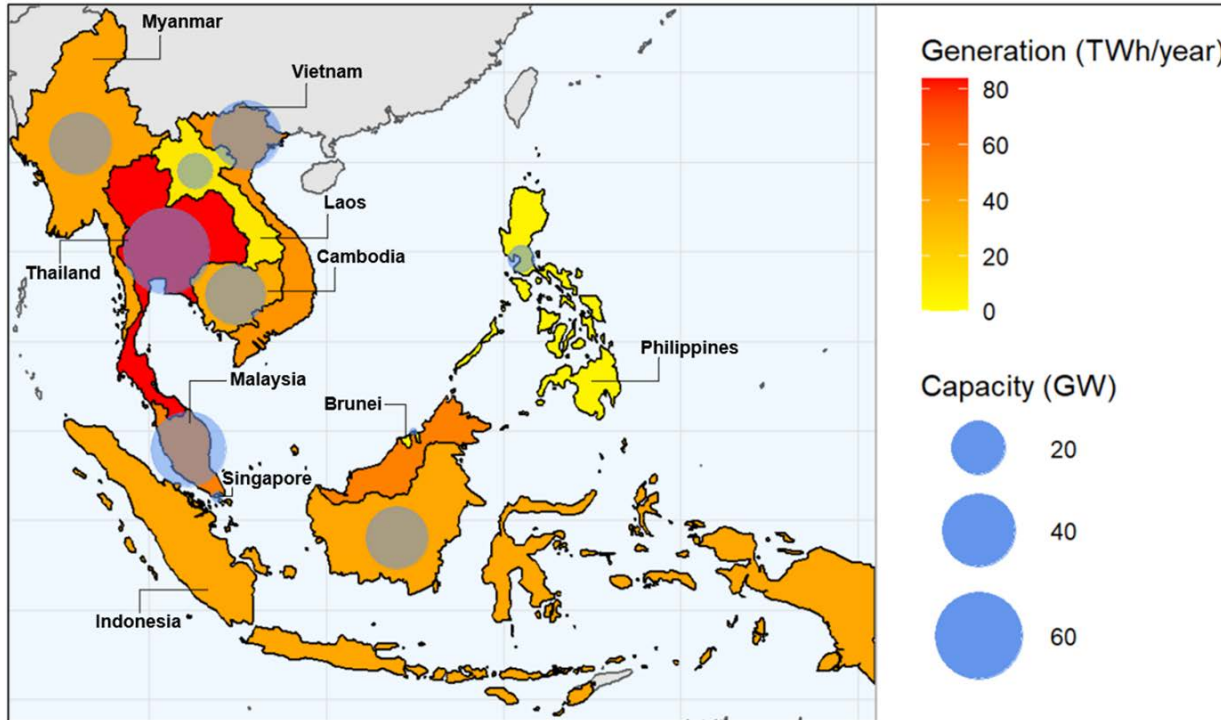 Myanmar
Vietnam
Laos
Cambodia
Thailand
Malaysia
Brunei
Philippines
Singapore
Indonesia
Generation (TWh/year)
80
60
40
20
0
Capacity (GW)
20
40
60